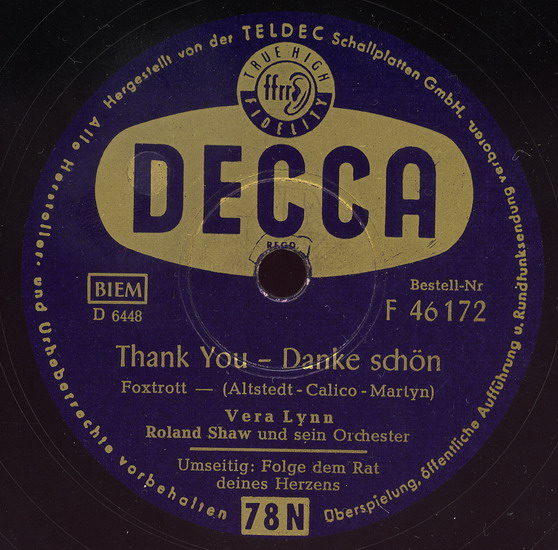 Alle Hersteller- und Urheberrechte vorbehalten
Hergestellt von der TELDEC Schallplatten GmbH.
Überspielung, öffentliche Aufführung u. Rundfunksendung verboten.
TRUE HIGH
ffrr
FIDELITY
DECCA
REGD.
BIEM
D 6448
Bestell-Nr
F 46172
Thank You – Danke schön
Foxtrott — (Altstedt - Calico - Martyn)
Vera Lynn
Roland Shaw und sein Orchester
Umseitig: Folge dem Rat
deines Herzens
78 N